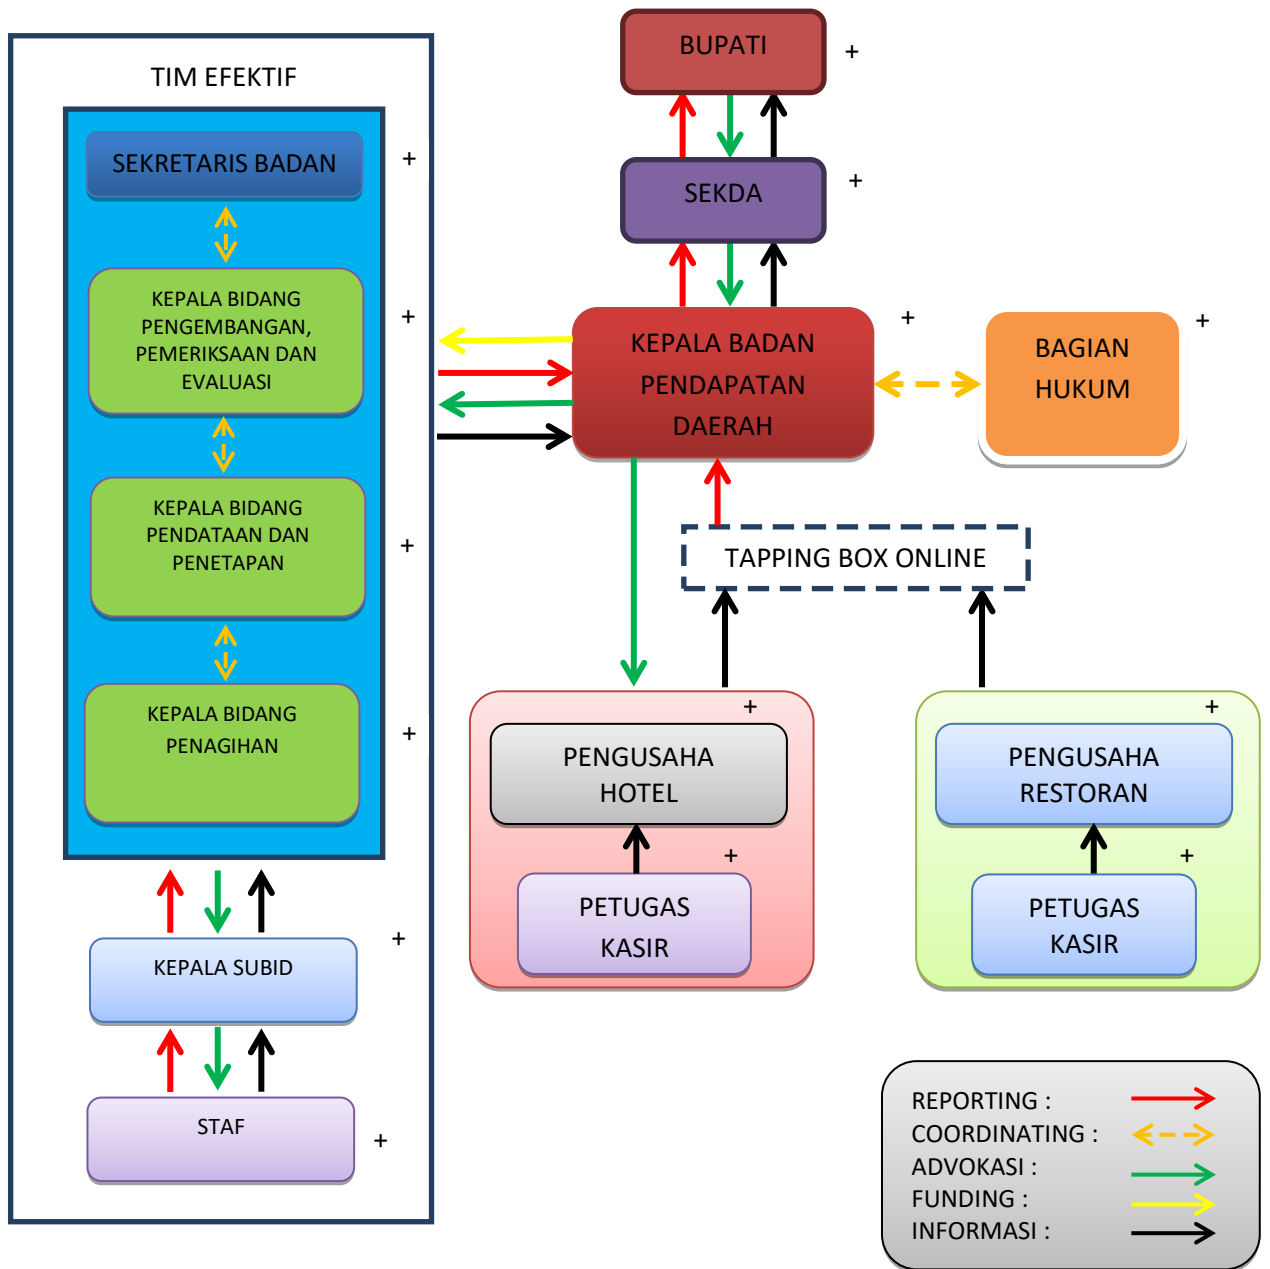 TIM EFEKTIF
SEKRETARIS BADAN
+
KEPALA BIDANG
PENGEMBANGAN,
PEMERIKSAAN DAN
EVALUASI
+
KEPALA BIDANG
PENDATAAN DAN
PENETAPAN
+
KEPALA BIDANG
PENAGIHAN
+
KEPALA SUBID
+
STAF
+
BUPATI
+
SEKDA
+
KEPALA BADAN
PENDAPATAN
DAERAH
+
BAGIAN
HUKUM
+
TAPPING BOX ONLINE
+
PENGUSAHA
HOTEL
+
PETUGAS
KASIR
+
PENGUSAHA
RESTORAN
+
PETUGAS
KASIR
REPORTING :
COORDINATING :
ADVOKASI :
FUNDING :
INFORMASI :